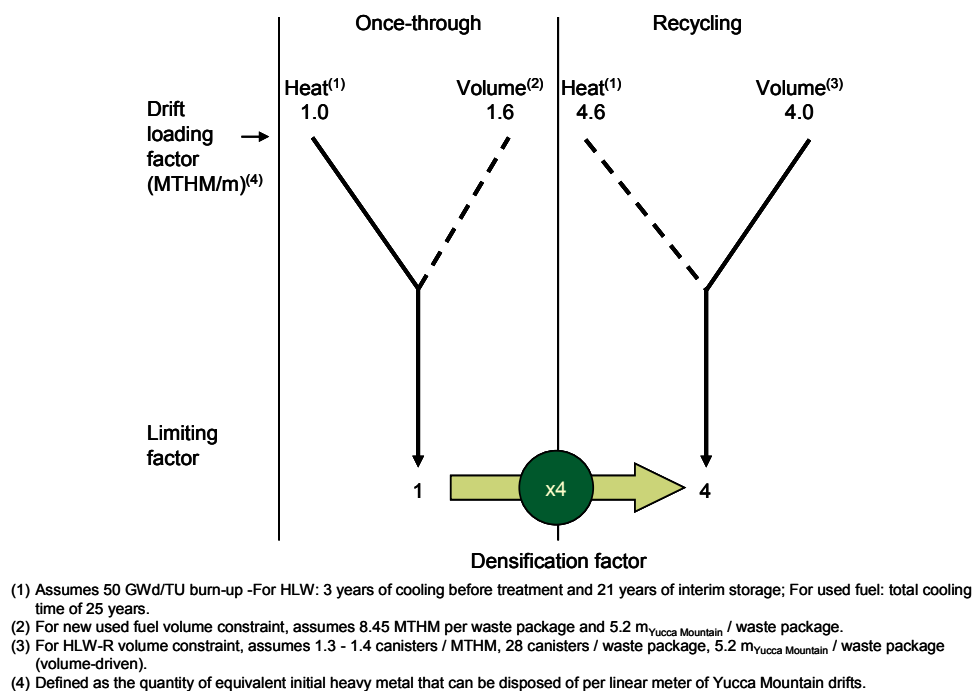 Once-through
Recycling
Heat(1)
Volume(2)
Heat(1)
Volume(3)
1.0
1.6
4.6
4.0
Drift
loading
factor
(MTHM/m)(4)
Limiting
factor
1
x4
4
Densification factor
(1) Assumes 50 GWd/TU burn-up -For HLW: 3 years of cooling before treatment and 21 years of interim storage; For used fuel: total cooling
time of 25 years.
(2) For new used fuel volume constraint, assumes 8.45 MTHM per waste package and 5.2 mYucca Mountain / waste package.
(3) For HLW-R volume constraint, assumes 1.3 - 1.4 canisters / MTHM, 28 canisters / waste package, 5.2 mYucca Mountain / waste package
(volume-driven).
(4) Defined as the quantity of equivalent initial heavy metal that can be disposed of per linear meter of Yucca Mountain drifts.